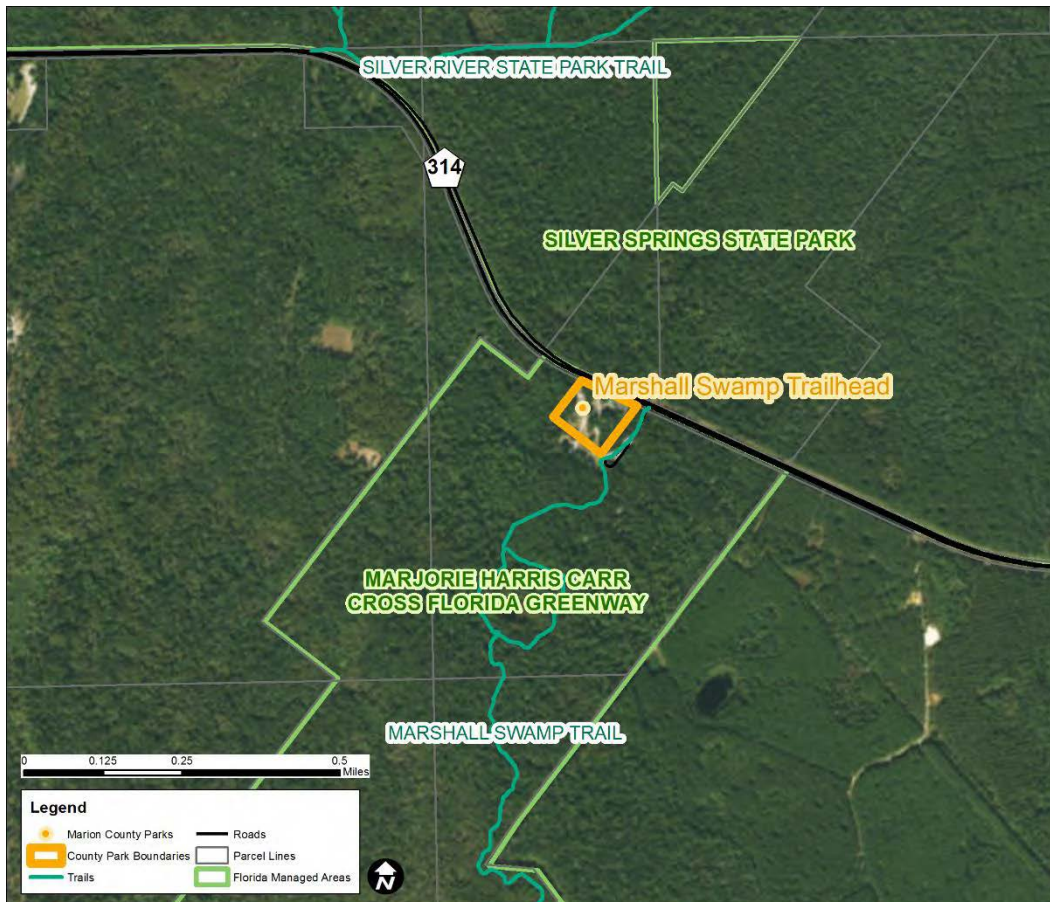 SILVER RIVER STATE PARK TRAIL
314
SILVER SPRINGS STATE PARK
Marshall Swamp Trailhead
MARJORIE HARRIS CARR
CROSS FLORIDA GREENWAY
MARSHALL SWAMP TRAIL
0 0.125 0.25 0.5
Miles
Legend
Marion County Parks
Roads
County Park Boundaries
Parcel Lines
Trails
Florida Managed Areas
N